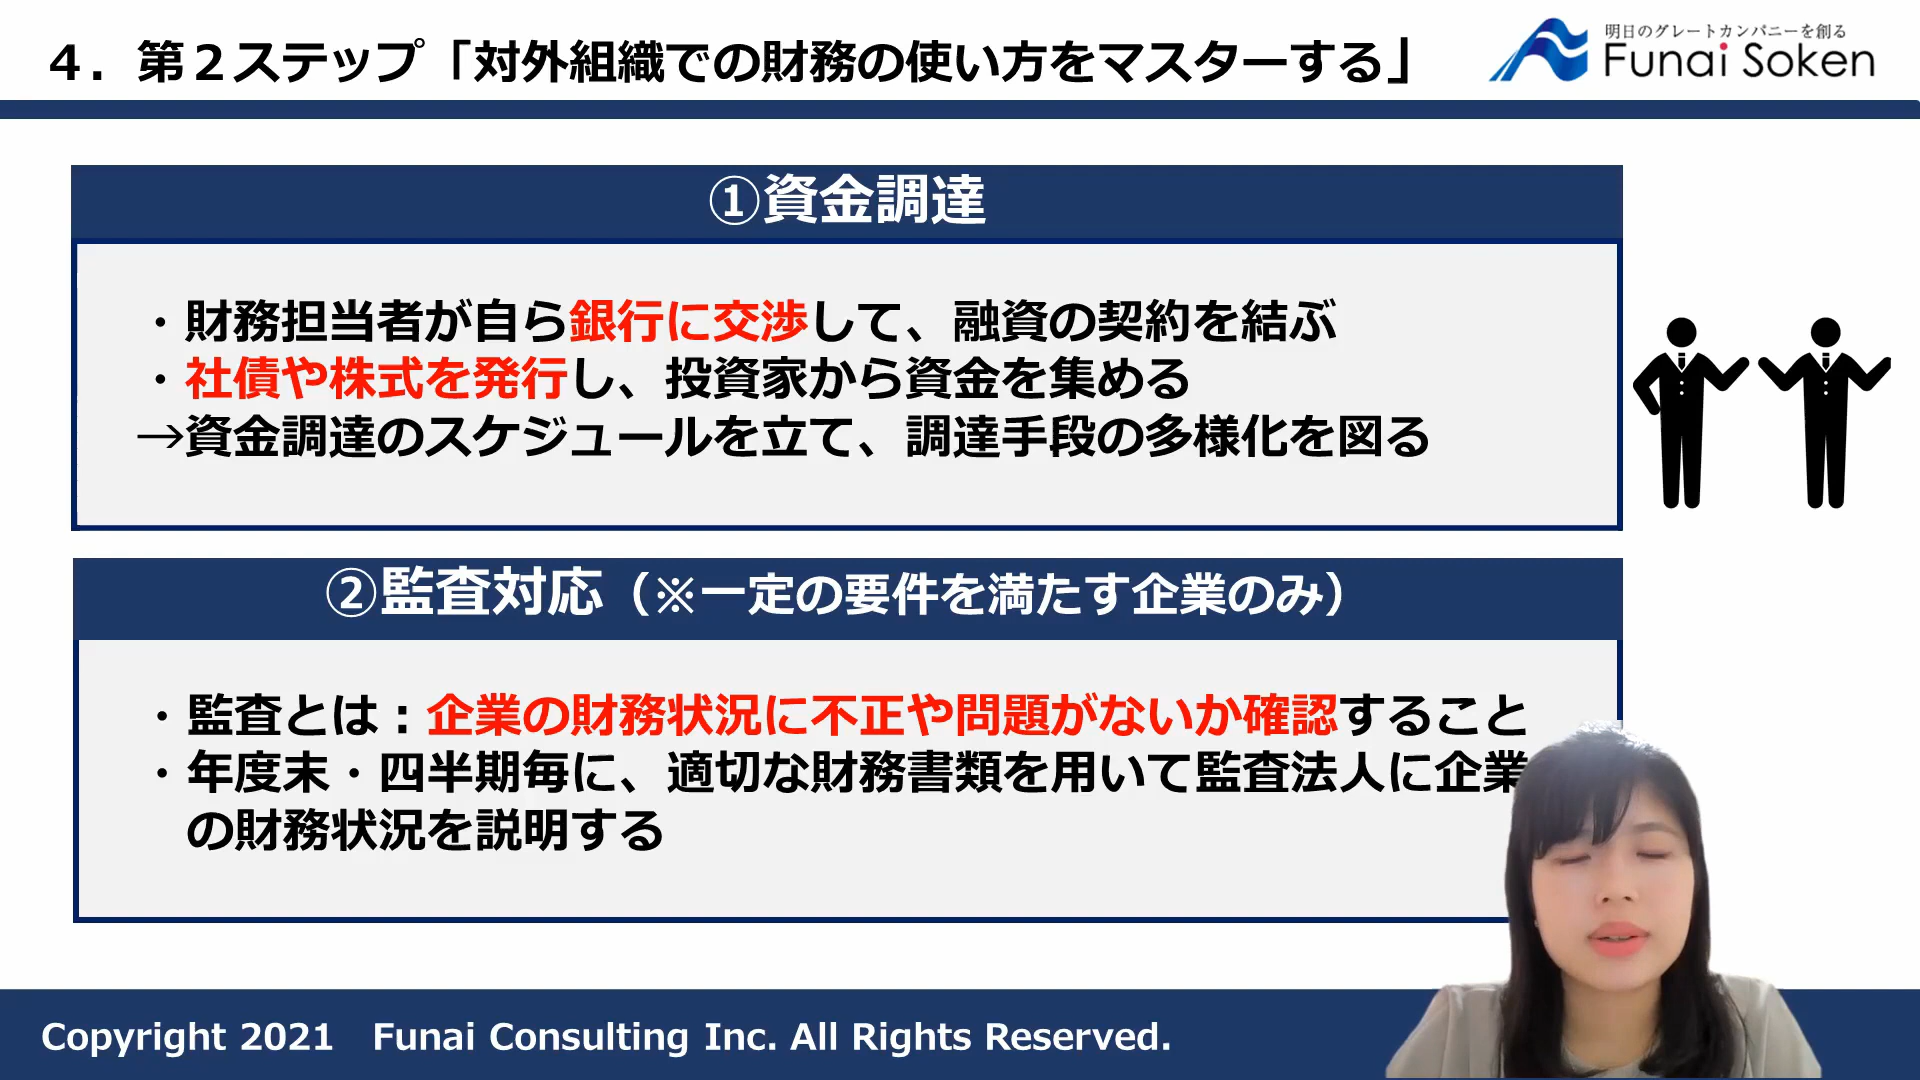 ４．第２ステップ「対外組織での財務の使い方をマスターする」
明日のグレートカンパニーを創る
Funai Soken
①資金調達
・財務担当者が自ら銀行に交渉して、融資の契約を結ぶ
・社債や株式を発行し、投資家から資金を集める
→資金調達のスケジュールを立て、調達手段の多様化を図る
②監査対応（※一定の要件を満たす企業のみ）
・監査とは：企業の財務状況に不正や問題がないか確認すること
・年度末・四半期毎に、適切な財務書類を用いて監査法人に企業
の財務状況を説明する
Copyright 2021　Funai Consulting Inc. All Rights Reserved.